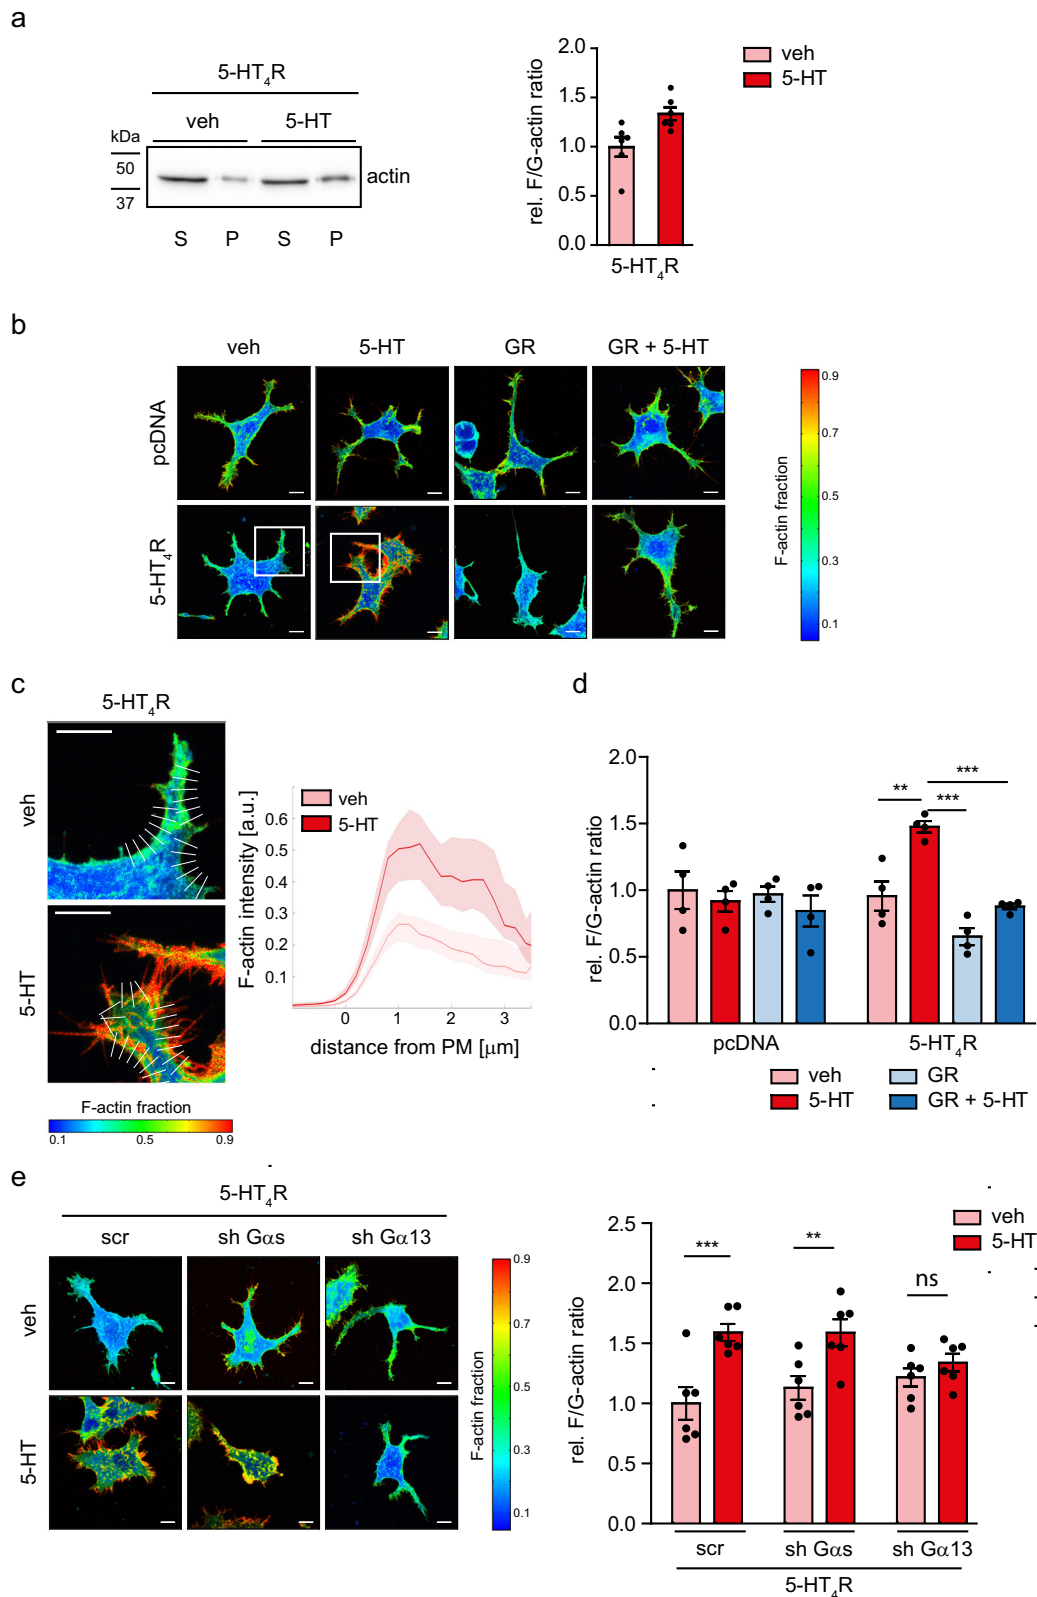 a
5-HT4R
veh 5-HT
kDa
50
37
actin
S P S P
2.0
1.5
1.0
0.5
0.0
rel. F/G-actin ratio
5-HT4R
veh
5-HT
b
veh 5-HT GR GR + 5-HT
pcDNA
5-HT4R
0.9
0.7
0.5
0.3
0.1
F-actin fraction
c
5-HT4R
veh
5-HT
F-actin fraction
0.1 0.5 0.9
veh
5-HT
0.6
0.5
0.4
0.3
0.2
0.1
F-actin intensity [a.u.]
0 1 2 3
distance from PM [μm]
d
2.0
1.5
1.0
0.5
0.0
rel. F/G-actin ratio
** *** ***
pcDNA 5-HT4R
veh GR
5-HT GR + 5-HT
e
5-HT4R
scr sh Gαs sh Gα13
veh
5-HT
0.9
0.7
0.5
0.3
0.1
F-actin fraction
2.5
2.0
1.5
1.0
0.5
0.0
rel. F/G-actin ratio
veh
5-HT
*** ** ns
scr sh Gαs sh Gα13
5-HT4R